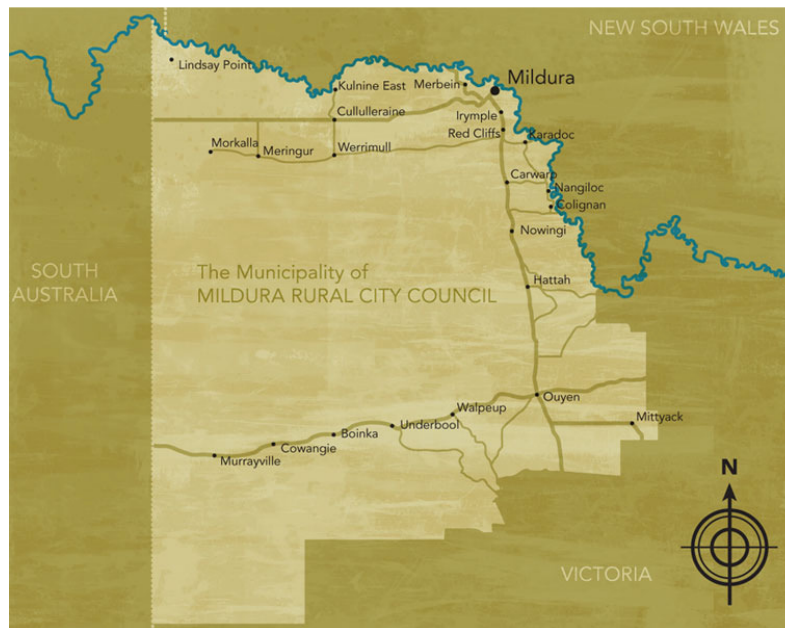 NEW SOUTH WALES
Lindsay Point
Kulnine East
Merbein
Mildura
Cullulleraine
Irymple
Red Cliffs
Karadoc
Morkalla
Meringur
Werrimull
Carwarp
Nangiloc
Colignan
Nowingi
SOUTH
AUSTRALIA
The Municipality of
MILDURA RURAL CITY COUNCIL
Hattah
Ouyen
Walpeup
Mittyack
Underbool
Boinka
Cowangie
Murrayville
N
VICTORIA